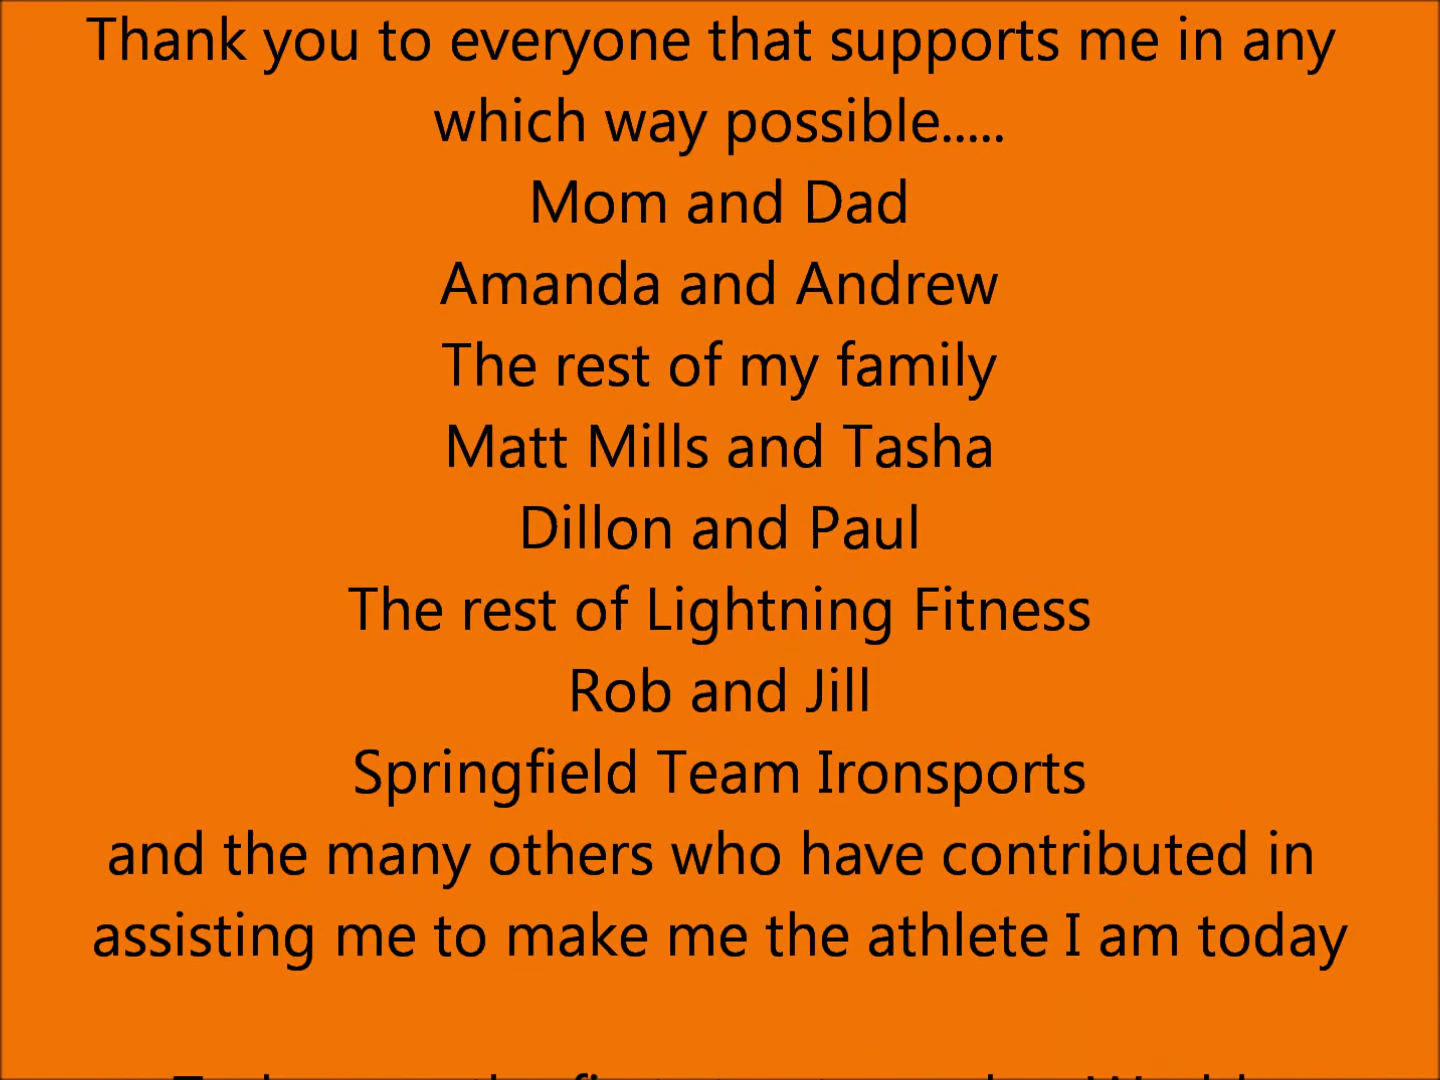 Thank you to everyone that supports me in any
which way possible.....
Mom and Dad
Amanda and Andrew
The rest of my family
Matt Mills and Tasha
Dillon and Paul
The rest of Lightning Fitness
Rob and Jill
Springfield Team Ironsports
and the many others who have contributed in
assisting me to make me the athlete I am today